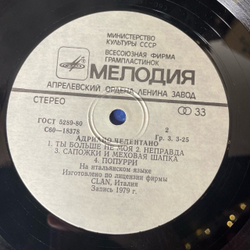 МИНИСТЕРСТВО
КУЛЬТУРЫ СССР
ВСЕСОЮЗНАЯ ФИРМА
ГРАМПЛАСТИНОК
МЕЛОДИЯ
АПРЕЛЕВСКИЙ ОРДЕНА ЛЕНИНА ЗАВОД
СТЕРЕО 33
ГОСТ 5289-80 2
С60—18378 Гр. 3. 3-25
АДРИАНО ЧЕЛЕНТАНО
1. ТЫ БОЛЬШЕ НЕ МОЯ 2. НЕПРАВДА
3. САПОЖКИ И МЕХОВАЯ ШАПКА
4. ПОПУРРИ
На итальянском языке
Изготовлено по лицензии фирмы
CLAN, Италия
Запись 1979 г.